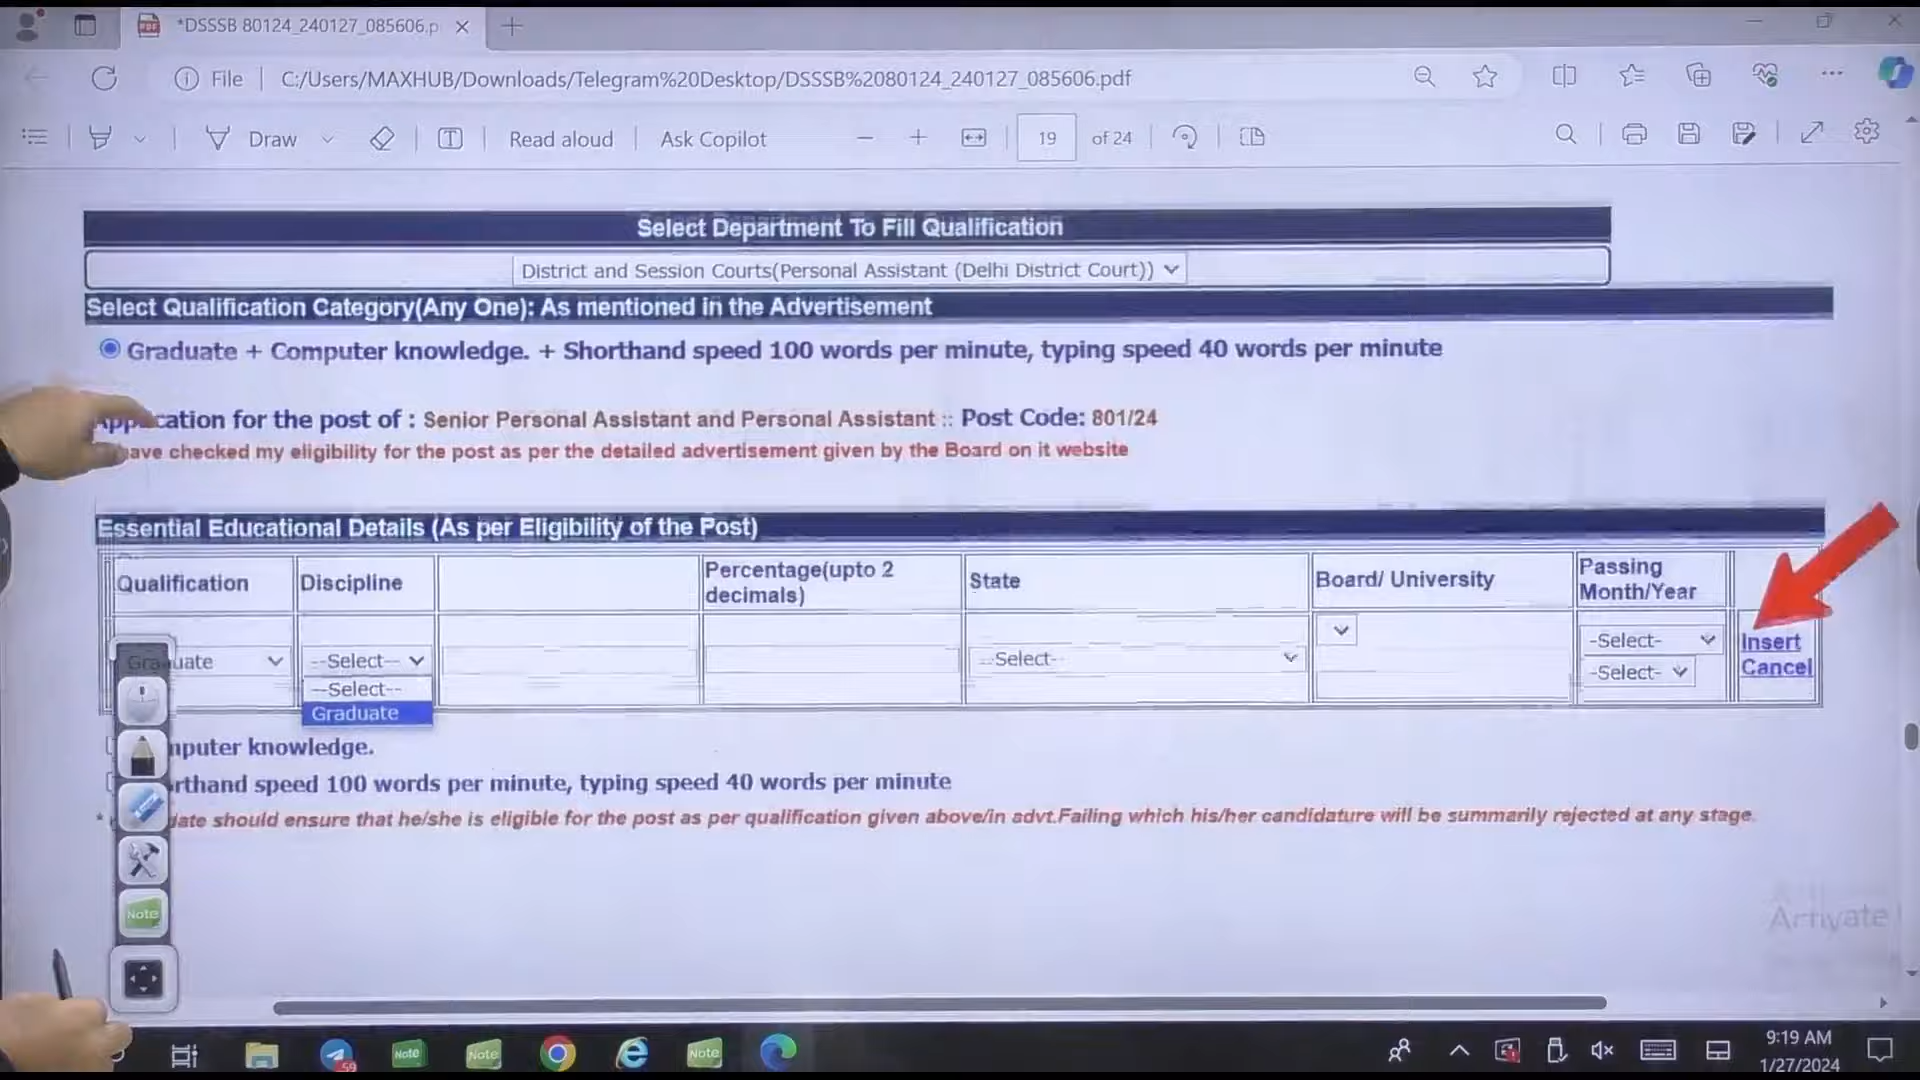 *DSSSB 80124_240127_085606.p
File
C:/Users/MAXHUB/Downloads/Telegram%20Desktop/DSSSB%2080124_240127_085606.pdf
Draw
Read aloud
Ask Copilot
19
of 24
Select Department To Fill Qualification
District and Session Courts(Personal Assistant (Delhi District Court))
Select Qualification Category(Any One): As mentioned in the Advertisement
Graduate + Computer knowledge. + Shorthand speed 100 words per minute, typing speed 40 words per minute
Application for the post of : Senior Personal Assistant and Personal Assistant :: Post Code: 801/24
have checked my eligibility for the post as per the detailed advertisement given by the Board on it website
Essential Educational Details (As per Eligibility of the Post)
Qualification
Discipline
Percentage(upto 2
decimals)
State
Board/ University
Passing
Month/Year
Graduate
--Select--
--Select--
Graduate
--Select--
-Select-
-Select-
Insert
Cancel
mputer knowledge.
rthand speed 100 words per minute, typing speed 40 words per minute
* date should ensure that he/she is eligible for the post as per qualification given above/in advt.Failing which his/her candidature will be summarily rejected at any stage.
Note
Activate
59
Note
Note
Note
9:19 AM
1/27/2024